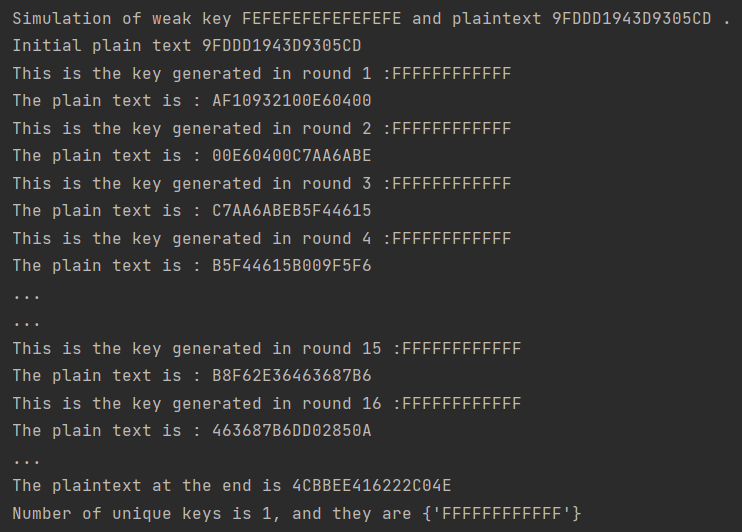 Simulation of weak key FEFEFEFEFEFEFEFE and plaintext 9FDDD1943D9305CD .
Initial plain text 9FDDD1943D9305CD
This is the key generated in round 1 :FFFFFFFFFFFF
The plain text is : AF10932100E60400
This is the key generated in round 2 :FFFFFFFFFFFF
The plain text is : 00E60400C7AA6ABE
This is the key generated in round 3 :FFFFFFFFFFFF
The plain text is : C7AA6ABEB5F44615
This is the key generated in round 4 :FFFFFFFFFFFF
The plain text is : B5F44615B009F5F6
...
...
This is the key generated in round 15 :FFFFFFFFFFFF
The plain text is : B8F62E36463687B6
This is the key generated in round 16 :FFFFFFFFFFFF
The plain text is : 463687B6DD02850A
...
The plaintext at the end is 4CBBEE416222C04E
Number of unique keys is 1, and they are {'FFFFFFFFFFFF'}